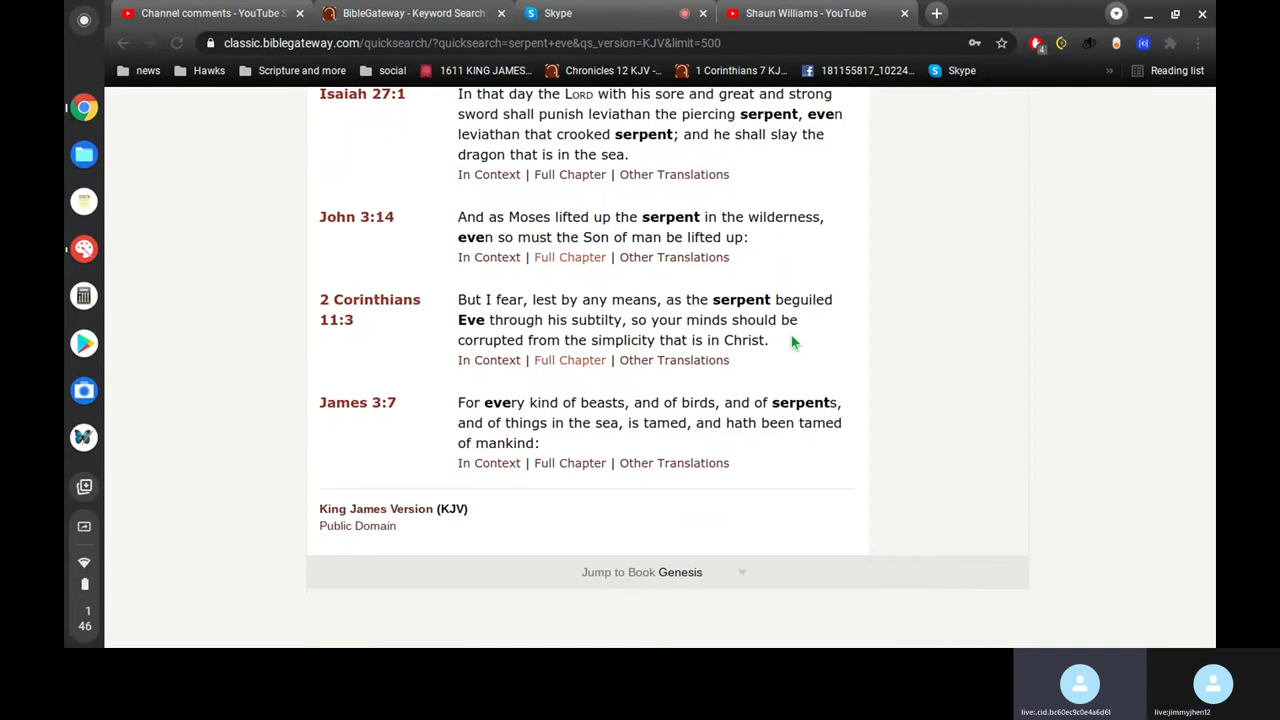 Channel comments - YouTube S
BibleGateway - Keyword Search:
Skype
Shaun Williams - YouTube
classic.biblegateway.com/quicksearch/?quicksearch=serpent+eve&qs_version=KJV&limit=500
4
news
Hawks
Scripture and more
social
1611 KING JAMES...
Chronicles 12 KJV -...
1 Corinthians 7 KJ...
181155817_10224...
Skype
»
Reading list
Isaiah 27:1
In that day the LORD with his sore and great and strong
sword shall punish leviathan the piercing serpent, even
leviathan that crooked serpent; and he shall slay the
dragon that is in the sea.
In Context | Full Chapter | Other Translations
John 3:14
And as Moses lifted up the serpent in the wilderness,
even so must the Son of man be lifted up:
In Context | Full Chapter | Other Translations
2 Corinthians
11:3
But I fear, lest by any means, as the serpent beguiled
Eve through his subtilty, so your minds should be
corrupted from the simplicity that is in Christ.
In Context | Full Chapter | Other Translations
James 3:7
For every kind of beasts, and of birds, and of serpents,
and of things in the sea, is tamed, and hath been tamed
of mankind:
In Context | Full Chapter | Other Translations
King James Version (KJV)
Public Domain
Jump to Book Genesis
1
46
live:.cid.bc60ec9c0e4a6d61
live:jimmyjhen12